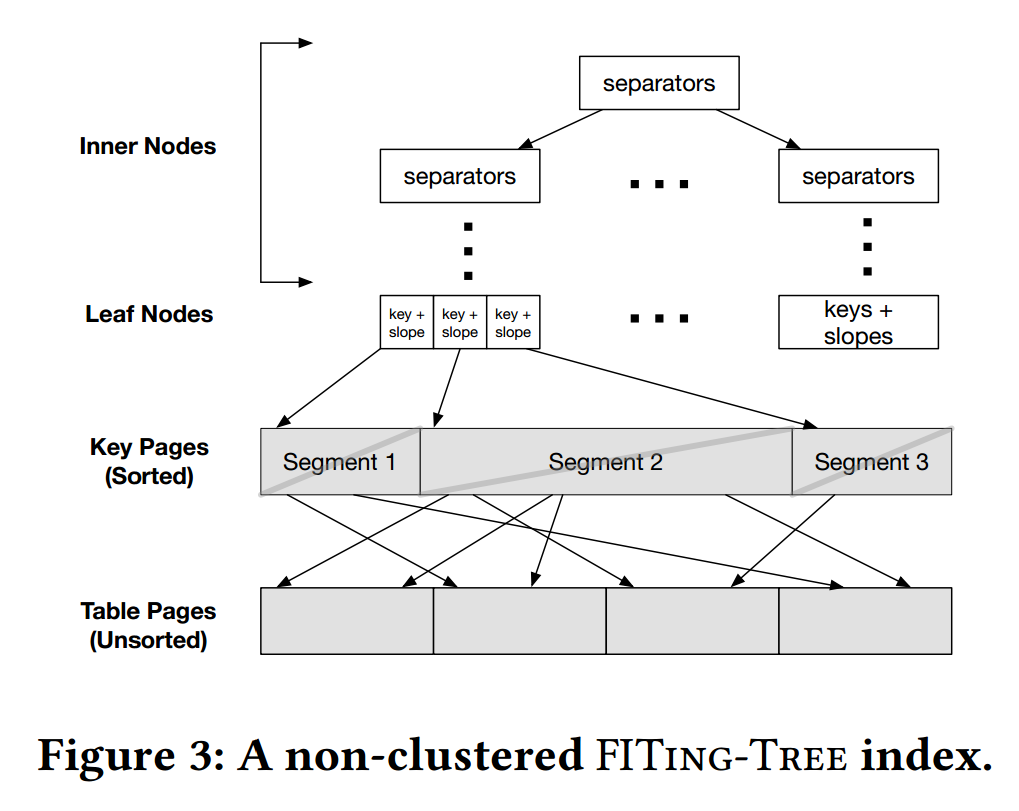 separators
Inner Nodes
separators
separators
Leaf Nodes
key +
slope
key +
slope
key +
slope
keys +
slopes
Key Pages
(Sorted)
Segment 1
Segment 2
Segment 3
Table Pages
(Unsorted)
Figure 3: A non-clustered FITing-Tree index.